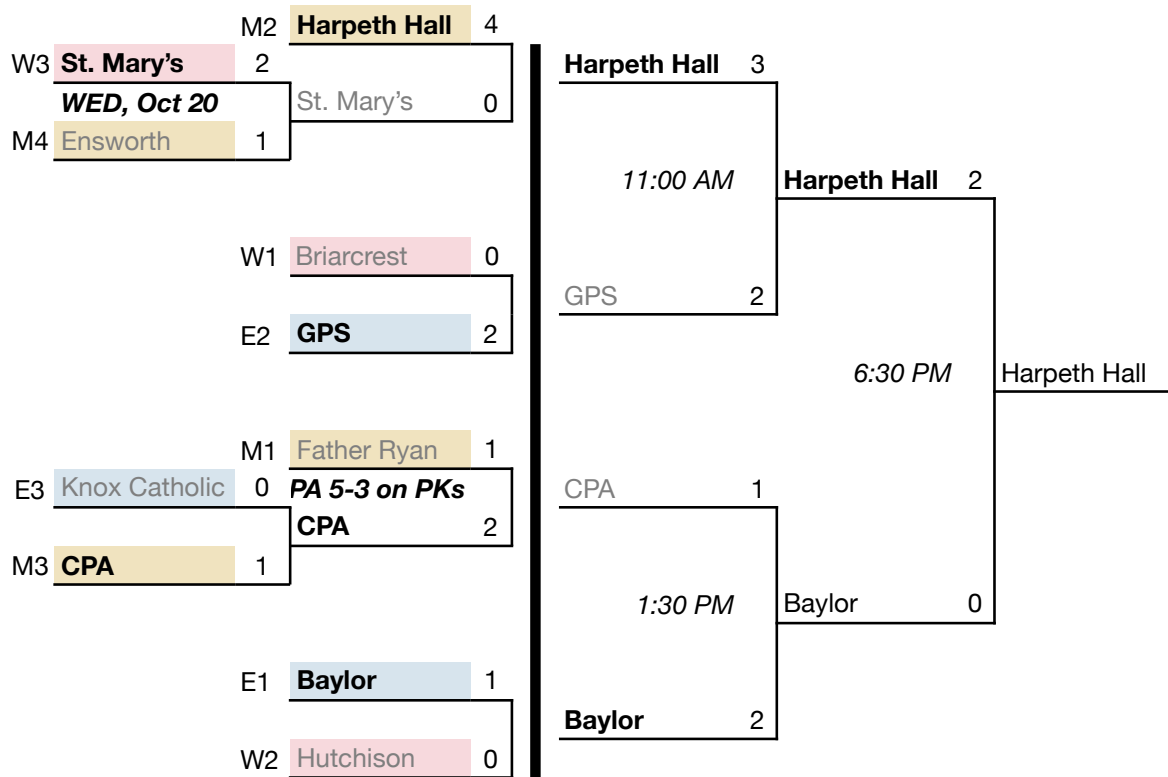 M2 Harpeth Hall 4
W3 St. Mary’s 2
WED, Oct 20
St. Mary’s 0
M4 Ensworth 1
W1 Briarcrest 0
E2 GPS 2
M1 Father Ryan 1
E3 Knox Catholic 0
PA 5-3 on PKs
CPA 2
M3 CPA 1
E1 Baylor 1
W2 Hutchison 0
Harpeth Hall 3
11:00 AM
GPS 2
CPA 1
1:30 PM
Baylor 2
Harpeth Hall 2
6:30 PM
Baylor 0
Harpeth Hall